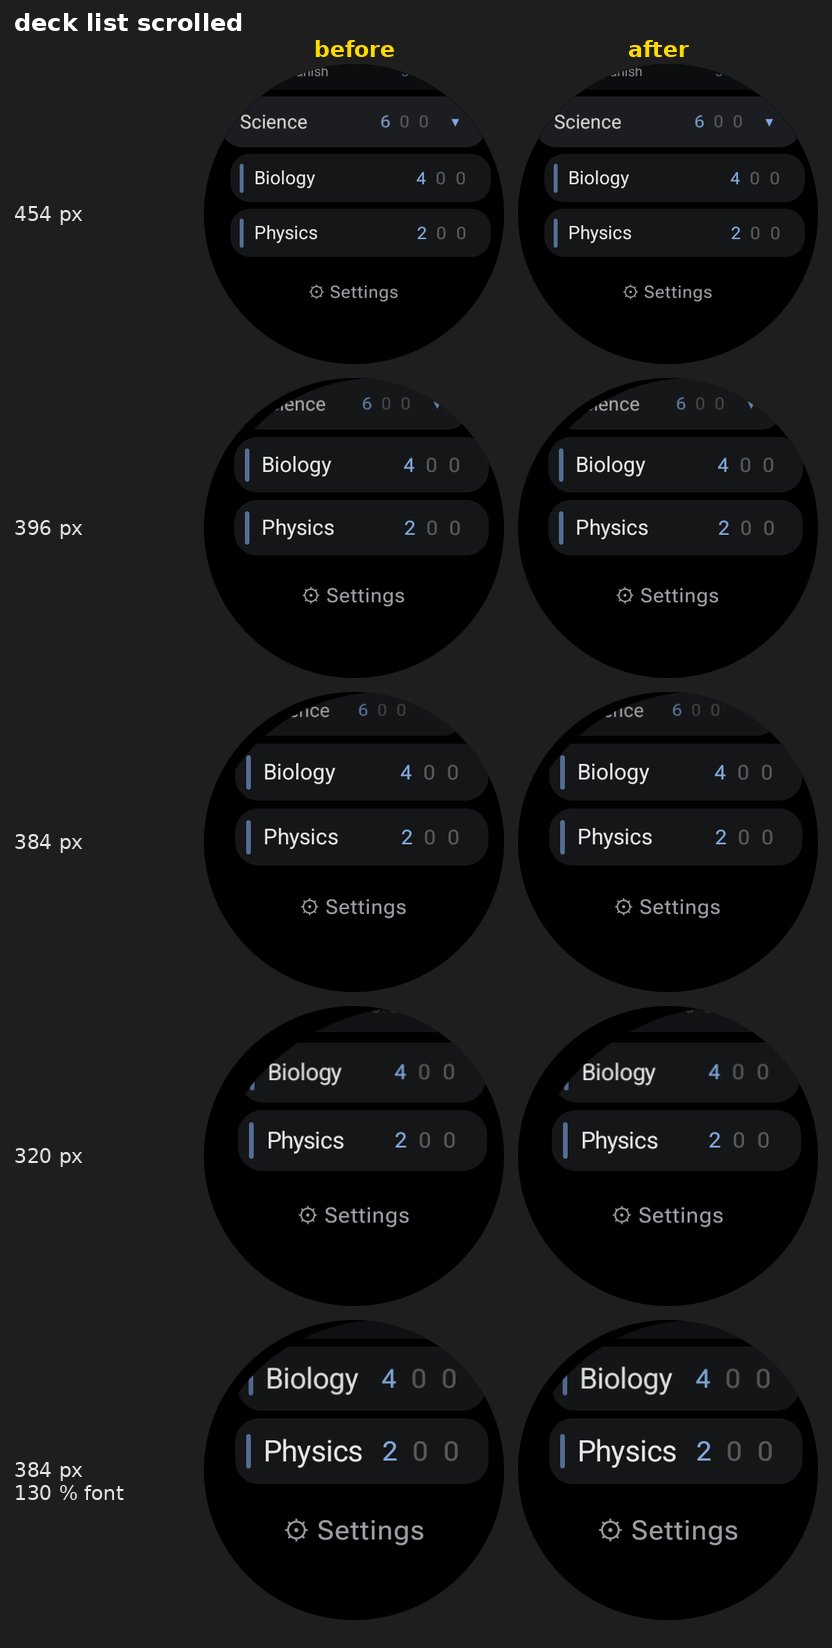 deck list scrolled
before after
Science 6 0 0 ▼ Science 6 0 0 ▼
Biology 4 0 0 Biology 4 0 0
454 px
Physics 2 0 0 Physics 2 0 0
⚙ Settings ⚙ Settings
6 0 0 6 0 0
Biology 4 0 0 Biology 4 0 0
396 px Physics 2 0 0 Physics 2 0 0
⚙ Settings ⚙ Settings
6 0 0 6 0 0
Biology 4 0 0 Biology 4 0 0
384 px Physics 2 0 0 Physics 2 0 0
⚙ Settings ⚙ Settings
Biology 4 0 0 Biology 4 0 0
320 px Physics 2 0 0 Physics 2 0 0
⚙ Settings ⚙ Settings
Biology 4 0 0 Biology 4 0 0
Physics 2 0 0 Physics 2 0 0
384 px
130 % font
⚙ Settings ⚙ Settings